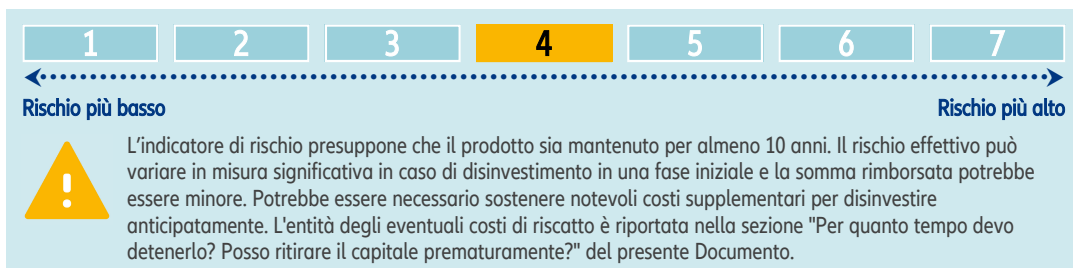 1 2 3 4 5 6 7
Rischio più basso Rischio più alto
L'indicatore di rischio presuppone che il prodotto sia mantenuto per almeno 10 anni. Il rischio effettivo può
variare in misura significativa in caso di disinvestimento in una fase iniziale e la somma rimborsata potrebbe
essere minore. Potrebbe essere necessario sostenere notevoli costi supplementari per disinvestire
anticipatamente. L'entità degli eventuali costi di riscatto è riportata nella sezione "Per quanto tempo devo
detenerlo? Posso ritirare il capitale prematuramente?" del presente Documento.